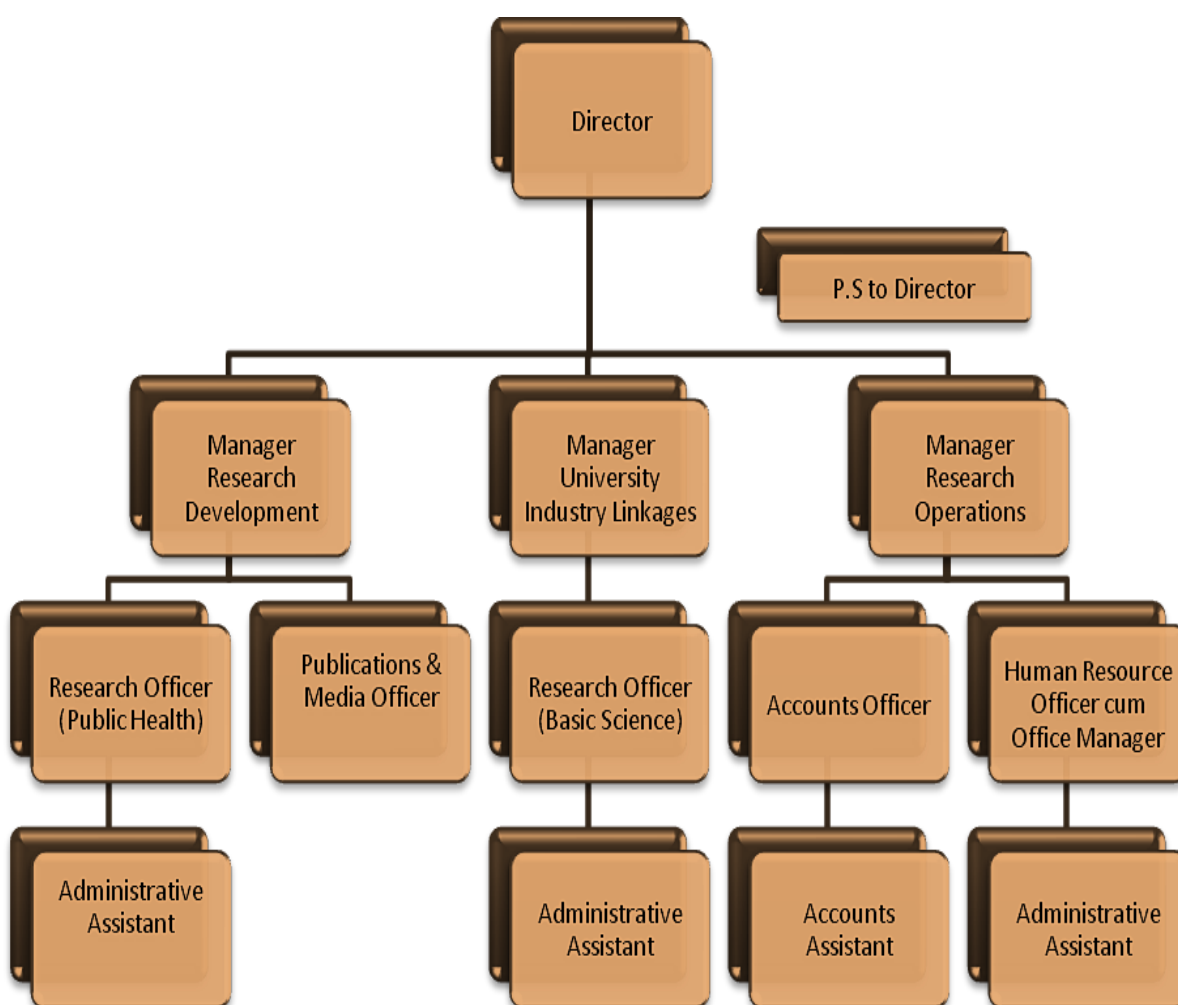 Director
P.S to Director
Manager
Research
Development
Manager
University
Industry Linkages
Manager
Research
Operations
Research Officer
(Public Health)
Publications &
Media Officer
Research Officer
(Basic Science)
Accounts Officer
Human Resource
Officer cum
Office Manager
Administrative
Assistant
Administrative
Assistant
Accounts
Assistant
Administrative
Assistant